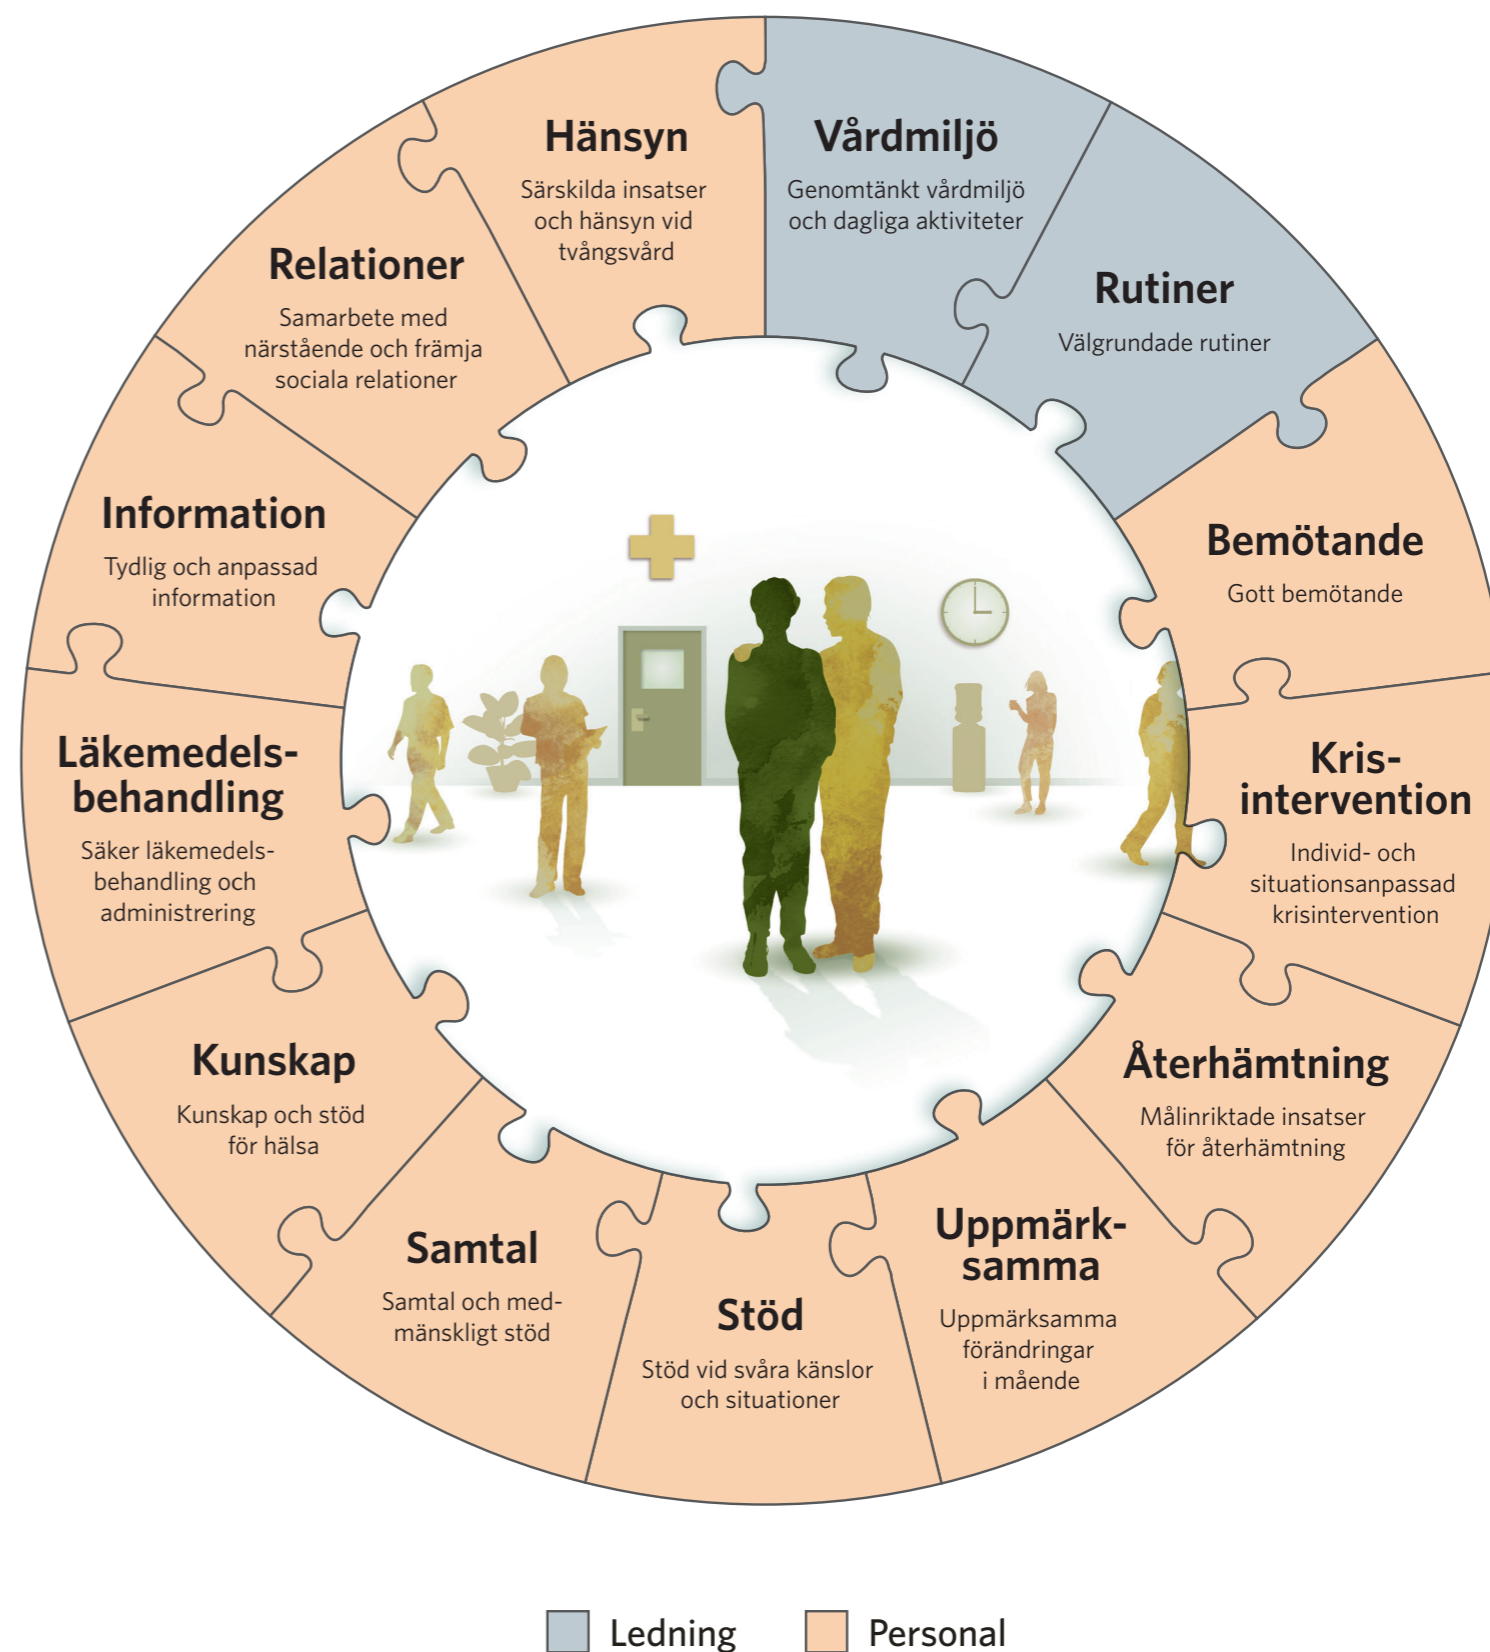 Hänsyn
Särskilda insatser
och hänsyn vid
tvångsvård
Vårdmiljö
Genomtänkt vårdmiljö
och dagliga aktiviteter
Rutiner
Välgrundade rutiner
Bemötande
Gott bemötande
Kris-
intervention
Individ- och
situationsanpassad
krisintervention
Återhämtning
Målinriktade insatser
för återhämtning
Uppmärk-
samma
Uppmärksamma
förändringar
i mående
Stöd
Stöd vid svåra känslor
och situationer
Samtal
Samtal och med-
mänskligt stöd
Kunskap
Kunskap och stöd
för hälsa
Läkemedels-
behandling
Säker läkemedels-
behandling och
administrering
Information
Tydlig och anpassad
information
Relationer
Samarbete med
närstående och främja
sociala relationer
Ledning
Personal